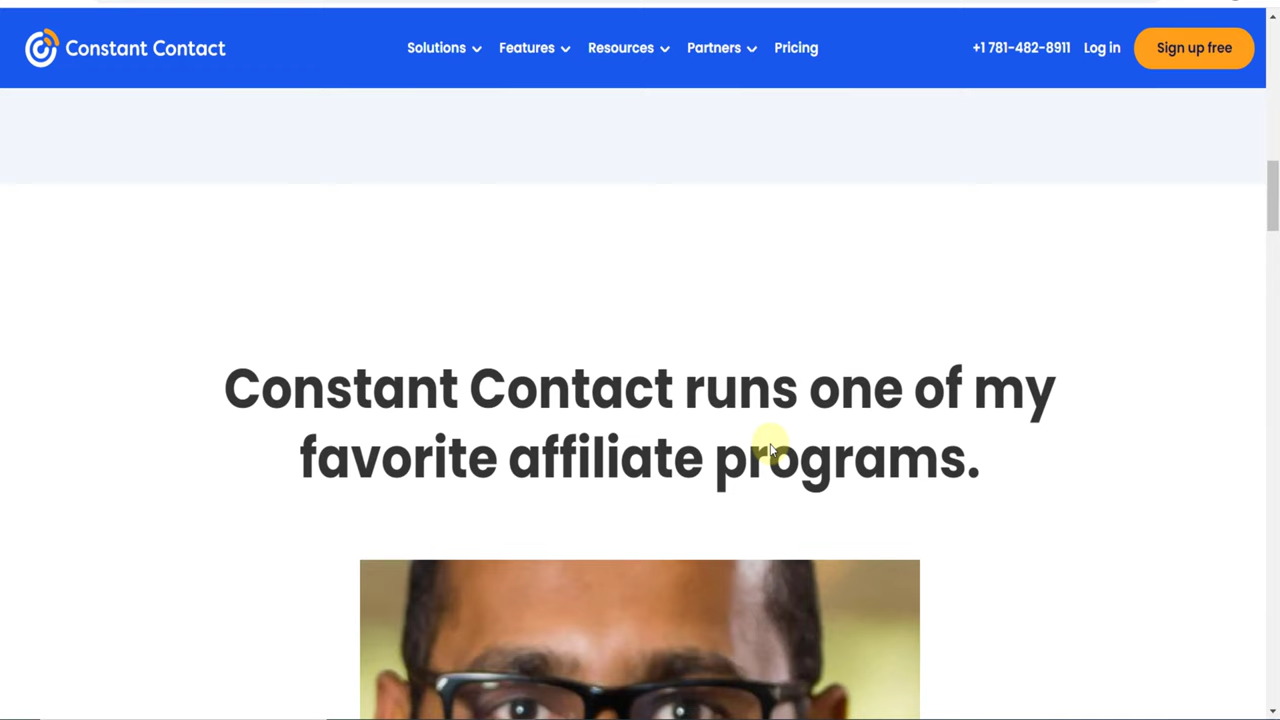 Constant Contact
Solutions
Features
Resources
Partners
Pricing
+1 781-482-8911
Log in
Sign up free
Constant Contact runs one of my
favorite affiliate programs.